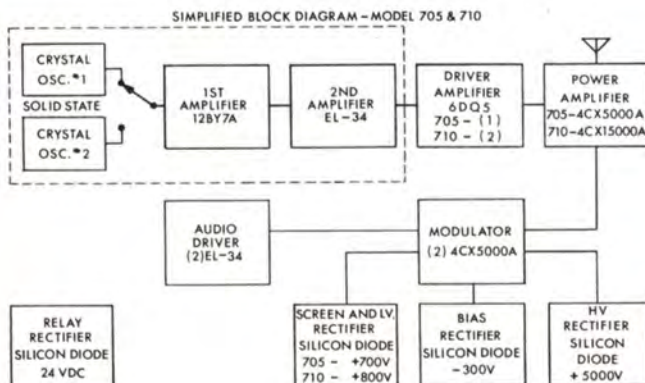 SIMPLIFIED BLOCK DIAGRAM – MODEL 705 & 710
CRYSTAL
OSC. #1
SOLID STATE
CRYSTAL
OSC. #2
1ST
AMPLIFIER
12BY7A
2ND
AMPLIFIER
EL-34
DRIVER
AMPLIFIER
6DQ5
705 - (1)
710 - (2)
POWER
AMPLIFIER
705-4CX5000A
710-4CX15000A
AUDIO
DRIVER
(2)EL-34
MODULATOR
(2) 4CX5000A
RELAY
RECTIFIER
SILICON DIODE
24 VDC
SCREEN AND LV.
RECTIFIER
SILICON DIODE
705 - +700V
710 - +800V
BIAS
RECTIFIER
SILICON DIODE
-300V
HV
RECTIFIER
SILICON
DIODE
+5000V